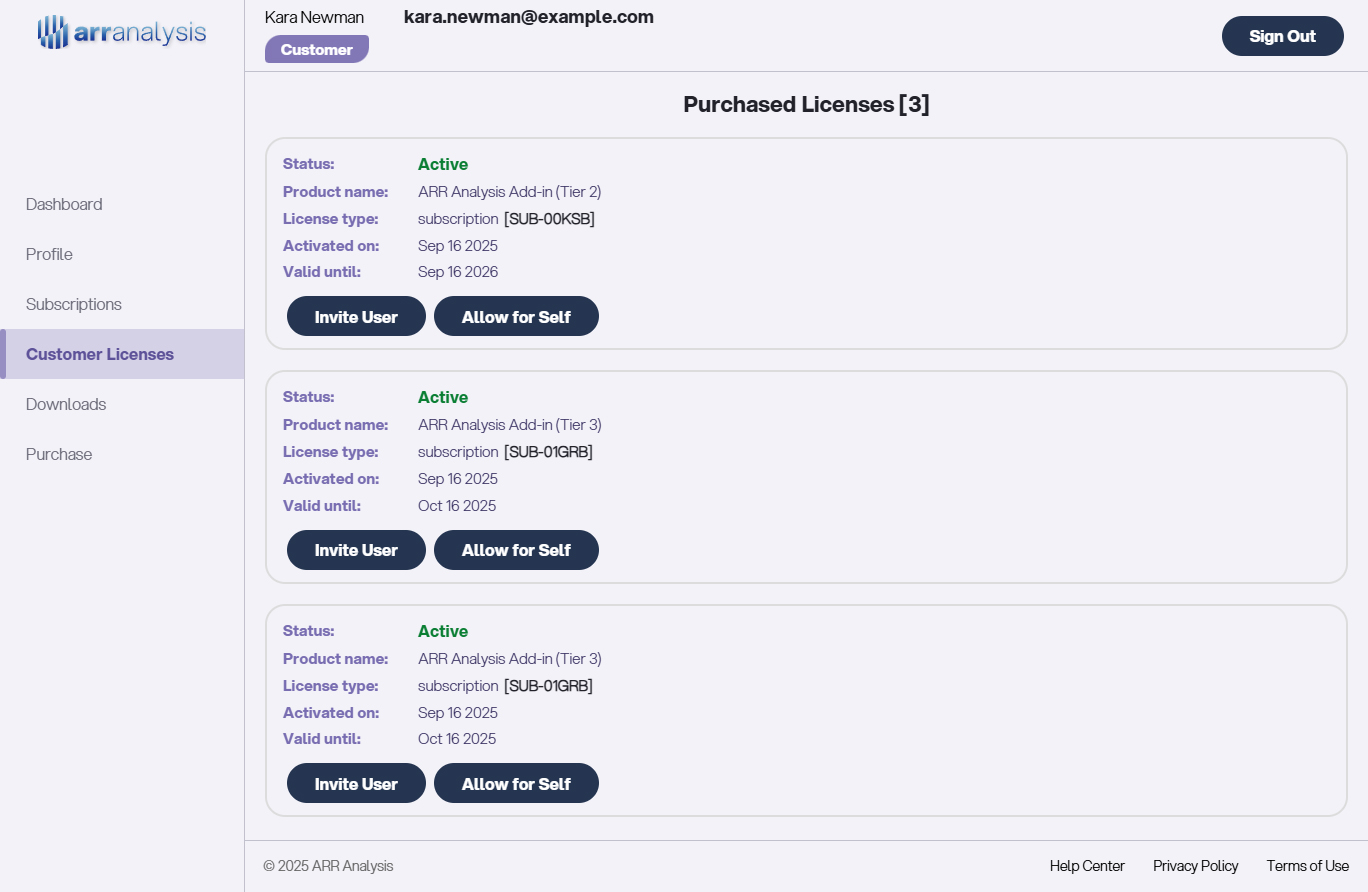 arranalysis
Kara Newman kara.newman@example.com
Customer
Sign Out
Dashboard
Profile
Subscriptions
Customer Licenses
Downloads
Purchase
Purchased Licenses [3]
Status: Active
Product name: ARR Analysis Add-in (Tier 2)
License type: subscription [SUB-00KSB]
Activated on: Sep 16 2025
Valid until: Sep 16 2026
Invite User Allow for Self
Status: Active
Product name: ARR Analysis Add-in (Tier 3)
License type: subscription [SUB-01GRB]
Activated on: Sep 16 2025
Valid until: Oct 16 2025
Invite User Allow for Self
Status: Active
Product name: ARR Analysis Add-in (Tier 3)
License type: subscription [SUB-01GRB]
Activated on: Sep 16 2025
Valid until: Oct 16 2025
Invite User Allow for Self
© 2025 ARR Analysis Help Center Privacy Policy Terms of Use